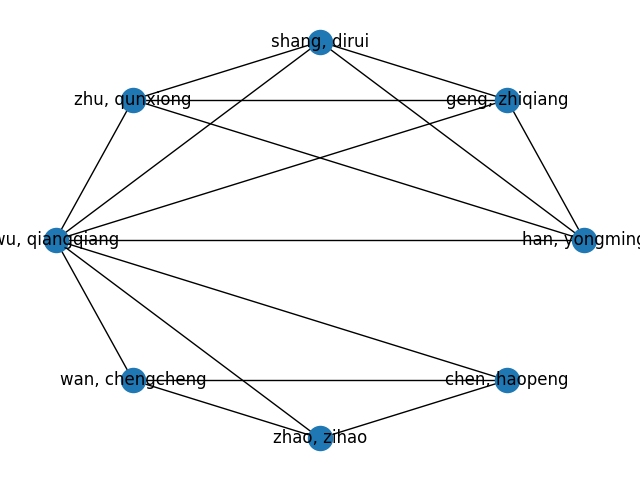 shang, dirui
zhu, qunxiong
geng, zhiqiang
wu, qiangqiang
han, yongming
wan, chengcheng
chen, haopeng
zhao, zihao